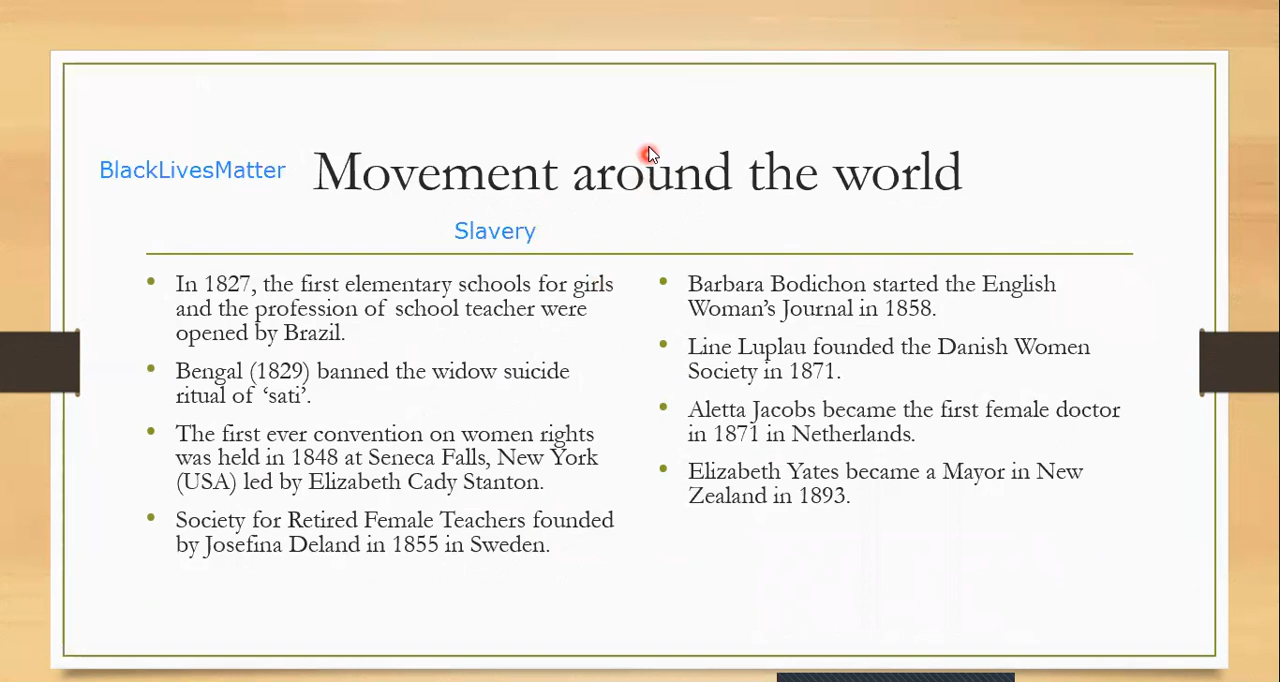 BlackLivesMatter
Movement around the world
Slavery
• In 1827, the first elementary schools for girls
and the profession of school teacher were
opened by Brazil.
• Bengal (1829) banned the widow suicide
ritual of ‘sati’.
• The first ever convention on women rights
was held in 1848 at Seneca Falls, New York
(USA) led by Elizabeth Cady Stanton.
• Society for Retired Female Teachers founded
by Josefina Deland in 1855 in Sweden.
• Barbara Bodichon started the English
Woman’s Journal in 1858.
• Line Luplau founded the Danish Women
Society in 1871.
• Aletta Jacobs became the first female doctor
in 1871 in Netherlands.
• Elizabeth Yates became a Mayor in New
Zealand in 1893.